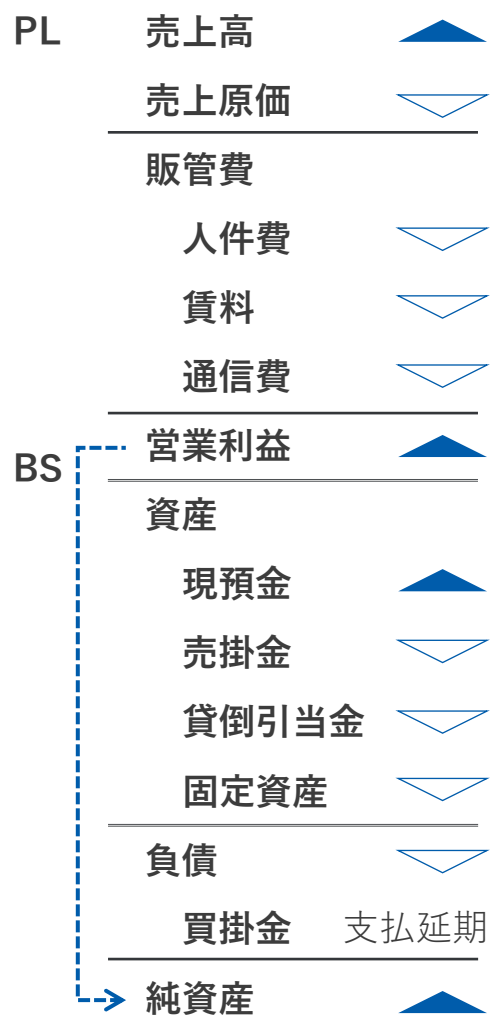 PL 売上高
売上原価
販管費
人件費
賃料
通信費
営業利益
BS
資産
現預金
売掛金
貸倒引当金
固定資産
負債
買掛金 支払延期
純資産